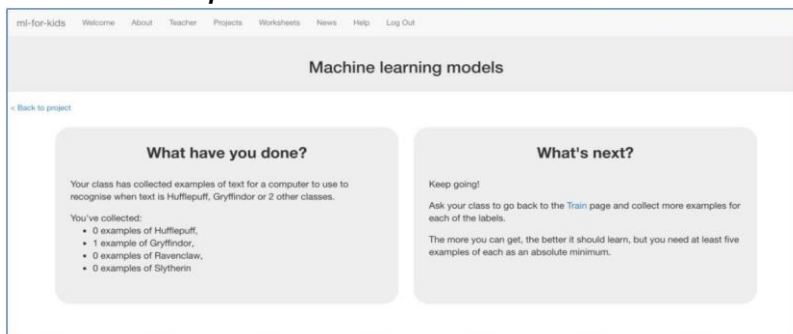 ml-for-kids Welcome About Teacher Projects Worksheets News Help Log Out
Machine learning models
< Back to project
What have you done?
Your class has collected examples of text for a computer to use to
recognise when text is Hufflepuff, Gryffindor or 2 other classes.
You've collected:
• 0 examples of Hufflepuff,
• 1 example of Gryffindor,
• 0 examples of Ravenclaw,
• 0 examples of Slytherin
What's next?
Keep going!
Ask your class to go back to the Train page and collect more examples for
each of the labels.
The more you can get, the better it should learn, but you need at least five
examples of each as an absolute minimum.